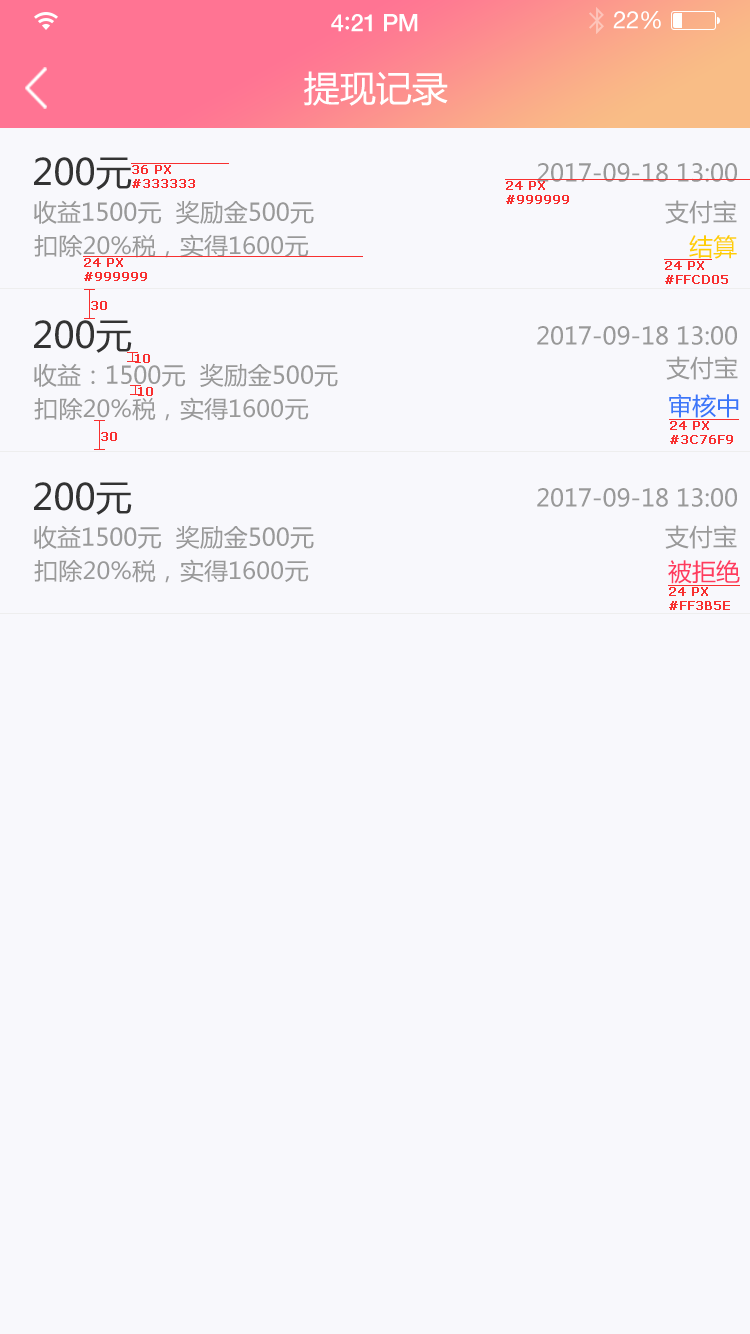 4:21 PM 22%
提现记录
200元 2017-09-18 13:00
36 PX
#333333
24 PX
#999999
收益1500元 奖励金500元 支付宝
扣除20%税，实得1600元 结算
24 PX
#999999
24 PX
#FFCD05
30
200元 2017-09-18 13:00
10
收益：1500元 奖励金500元 支付宝
10
扣除20%税，实得1600元 审核中
24 PX
#3C76F9
30
200元 2017-09-18 13:00
收益1500元 奖励金500元 支付宝
扣除20%税，实得1600元 被拒绝
24 PX
#FF3B5E